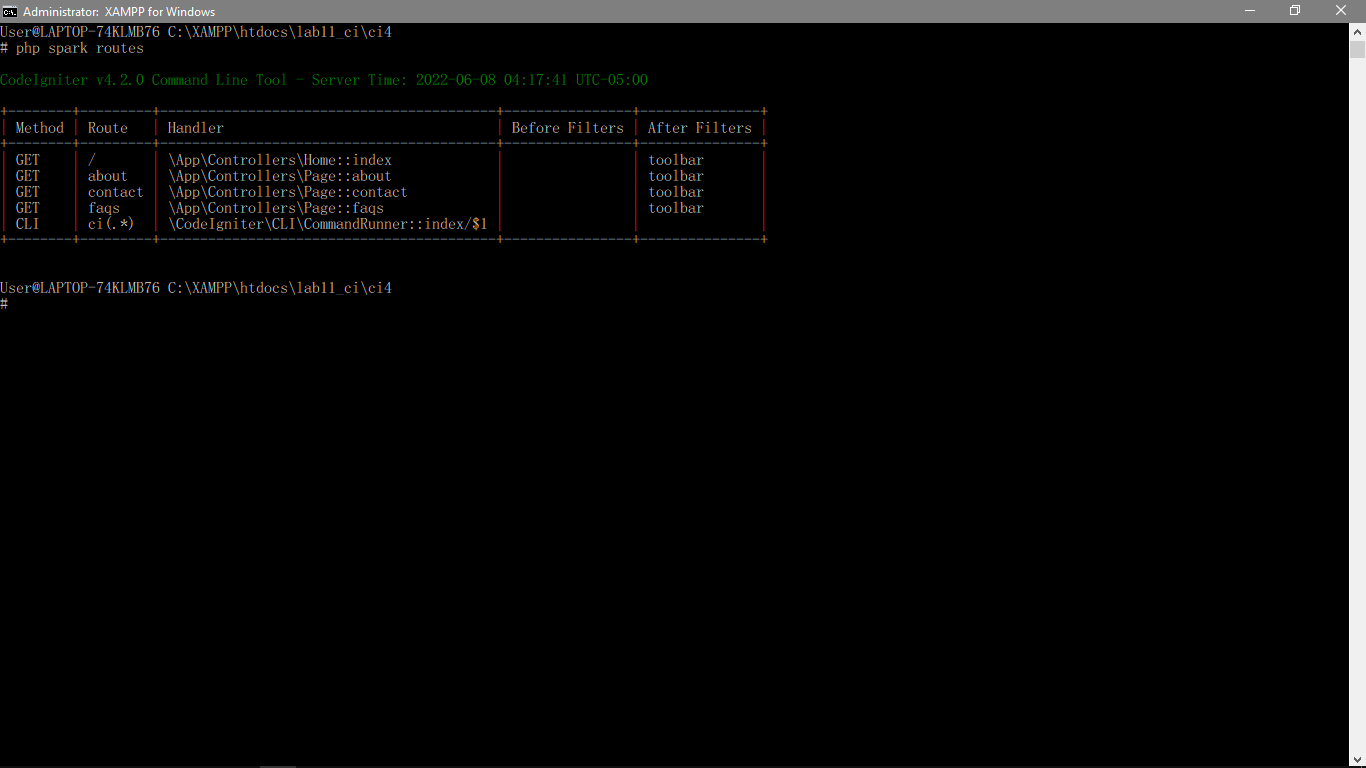 Administrator: XAMPP for Windows
User@LAPTOP-74KLMB76 C:\XAMPP\htdocs\lab11_ci\ci4
# php spark routes
CodeIgniter v4.2.0 Command Line Tool - Server Time: 2022-06-08 04:17:41 UTC-05:00
+--------+---------+------------------------------------------+----------------+---------------+
| Method | Route   | Handler                                  | Before Filters | After Filters |
+--------+---------+------------------------------------------+----------------+---------------+
| GET    | /       | \App\Controllers\Home::index             |                | toolbar       |
| GET    | about   | \App\Controllers\Page::about             |                | toolbar       |
| GET    | contact | \App\Controllers\Page::contact           |                | toolbar       |
| GET    | faqs    | \App\Controllers\Page::faqs              |                | toolbar       |
| CLI    | ci(.*)  | \CodeIgniter\CLI\CommandRunner::index/$1 |                |               |
+--------+---------+------------------------------------------+----------------+---------------+
User@LAPTOP-74KLMB76 C:\XAMPP\htdocs\lab11_ci\ci4
#